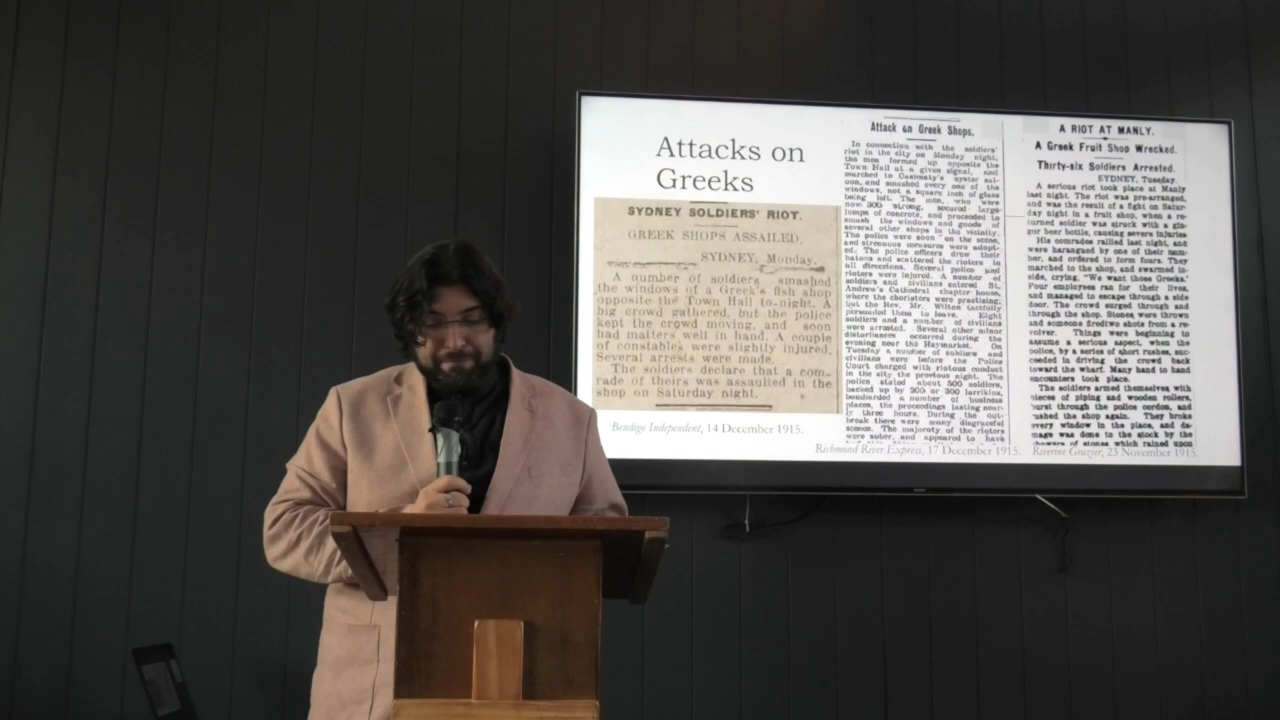 Attacks on
Greeks
SYDNEY SOLDIERS' RIOT.
GREEK SHOPS ASSAILED.
SYDNEY, Monday.
A number of soldiers smashed
the windows of a Greek's fish shop
opposite the Town Hall to-night. A
big crowd gathered, but the police
kept the crowd moving, and soon
had matters well in hand. A couple
of constables were slightly injured.
Several arrests were made.
The soldiers declare that a com-
rade of theirs was assaulted in the
shop on Saturday night.
Bendego Independent, 14 December 1915.
Attack on Greek Shops.
In connection with the soldiers'
riot in the city on Monday night,
the men formed up opposite the
Town Hall at a given signal, and
marched to Casimaty's oyster sal-
oon, and smashed every one of the
windows, not a square inch of glass
being left. The men, who were
now 300 strong, secured large
lumps of concrete, and proceeded to
smash the windows and goods of
several other shops in the vicinity.
The police were soon on the scene,
and strenuous measures were adopt-
ed. The police officers drew their
batons and scattered the rioters in
all directions. Several police and
rioters were injured. A number of
soldiers and civilians entered St.
Andrew's Cathedral chapter house,
where the choristers were practising,
but the Rev. Mr. Wilton tactfully
persuaded them to leave. Eight
soldiers and a number of civilians
were arrested. Several other minor
disturbances occurred during the
evening near the Haymarket. On
Tuesday a number of soldiers and
civilians were before the Police
Court charged with riotous conduct
in the city the previous night. The
police stated about 500 soldiers,
backed up by 200 or 300 larrikins,
bombarded a number of business
places, the proceedings lasting near-
ly three hours. During the out-
break there were many disgraceful
scenes. The majority of the rioters
were sober, and appeared to have
Richmond River Express, 17 December 1915.
A RIOT AT MANLY.
A Greek Fruit Shop Wrecked.
Thirty-six Soldiers Arrested.
SYDNEY, Tuesday.
A serious riot took place at Manly
last night. The riot was pre-arranged,
and was the result of a fight on Satur-
day night in a fruit shop, when a re-
turned soldier was struck with a gin-
ger beer bottle, causing severe injuries
His comrades rallied last night, and
were harangued by one of their num-
ber, and ordered to form fours. They
marched to the shop, and swarmed in-
side, crying, "We want those Greeks."
Four employees ran for their lives,
and managed to escape through a side
door. The crowd surged through and
through the shop. Stones were thrown
and someone fired two shots from a re-
volver. Things were beginning to
assume a serious aspect, when the
police, by a series of short rushes, suc-
ceeded in driving the crowd back
toward the wharf. Many hand to hand
encounters took place.
The soldiers armed themselves with
pieces of piping and wooden rollers,
burst through the police cordon, and
rushed the shop again. They broke
every window in the place, and da-
mage was done to the stock by the
showers of stones which rained upon
Riverine Grazier, 23 November 1915.